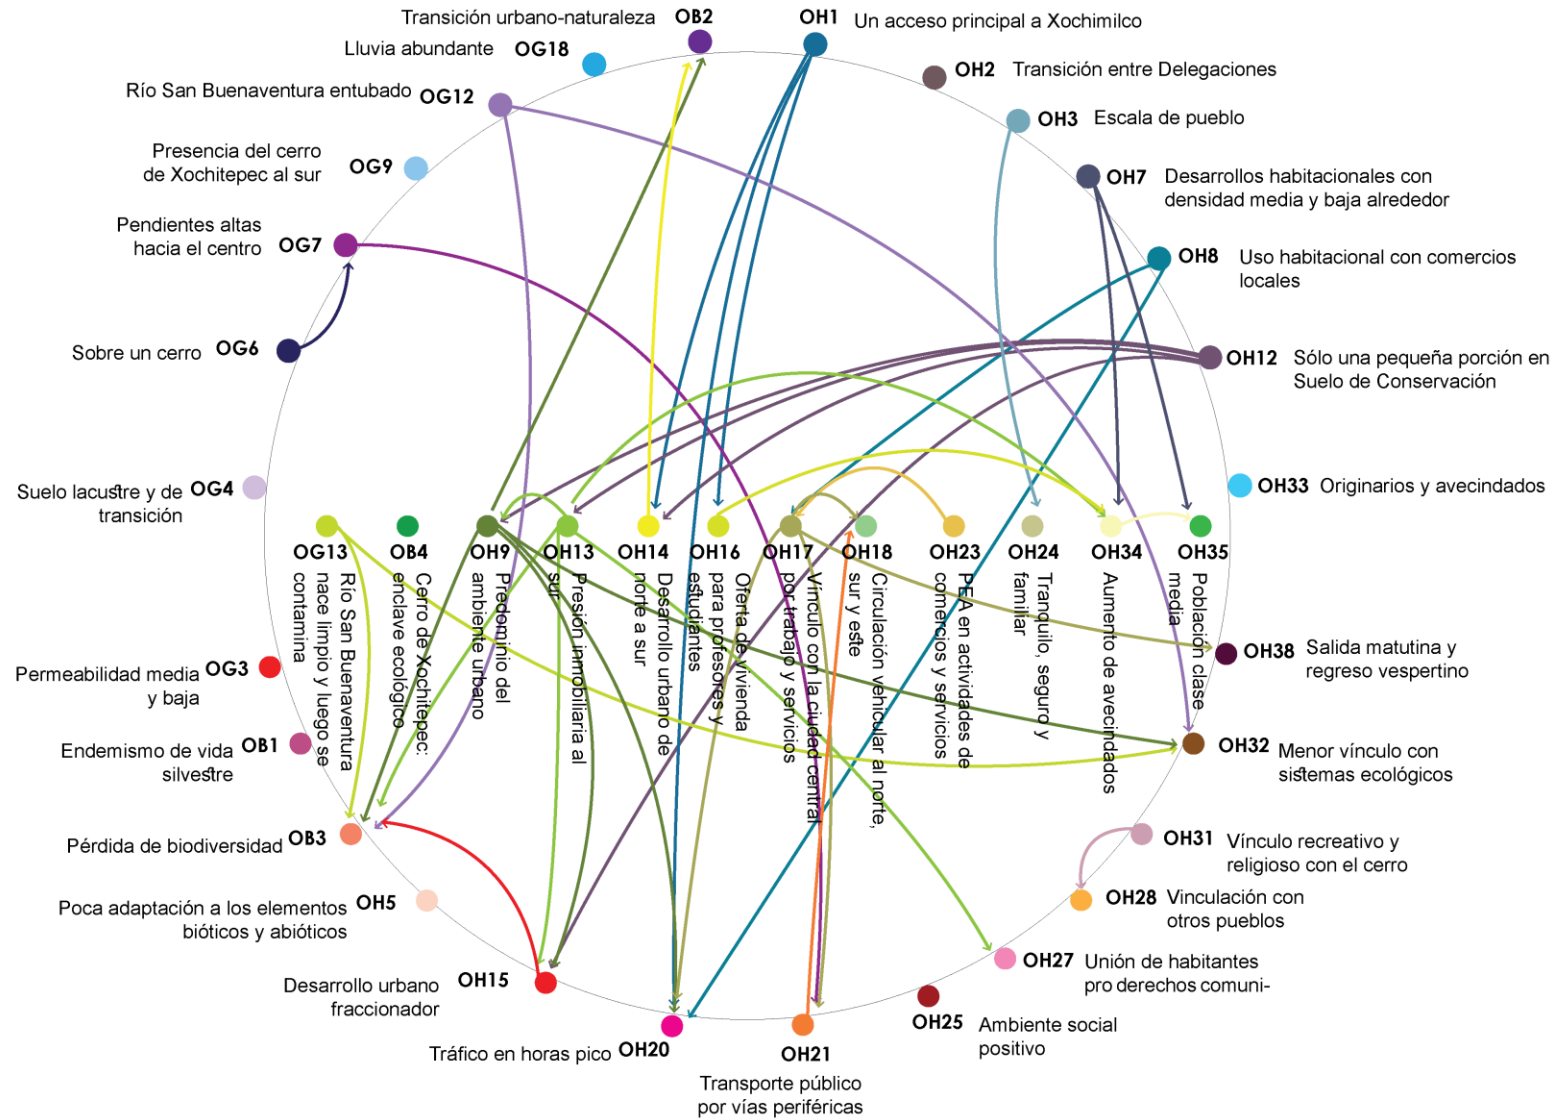 Transición urbano-naturaleza
OB2
OH1
Un acceso principal a Xochimilco
Lluvia abundante
OG18
OH2
Transición entre Delegaciones
Río San Buenaventura entubado
OG12
OH3
Escala de pueblo
Presencia del cerro
de Xochitepec al sur
OG9
OH7
Desarrollos habitacionales con
densidad media y baja alrededor
Pendientes altas
hacia el centro
OG7
OH8
Uso habitacional con comercios
locales
Sobre un cerro
OG6
OH12
Sólo una pequeña porción en
Suelo de Conservación
Suelo lacustre y de
transición
OG4
OH33
Originarios y avecindados
OG13
Río San Buenaventura
nace limpio y luego se
contamina
OB4
Cerro de Xochitepec:
enclave ecológico
OH9
Predominio del
ambiente urbano
OH13
Presión inmobiliaria al
sur
OH14
Desarrollo urbano de
norte a sur
OH16
Oferta de vivienda
para profesores y
estudiantes
OH17
Vínculo con la ciudad central
por trabajo y servicios
OH18
Circulación vehicular al norte,
sur y este
OH23
PEA en actividades de
comercios y servicios
OH24
Tranquilo, seguro y
familiar
OH34
Aumento de avecindados
OH35
Población clase
media
Permeabilidad media
y baja
OG3
OH38
Salida matutina y
regreso vespertino
Endemismo de vida
silvestre
OB1
OH32
Menor vínculo con
sistemas ecológicos
Pérdida de biodiversidad
OB3
OH31
Vínculo recreativo y
religioso con el cerro
Poca adaptación a los elementos
bióticos y abióticos
OH5
OH28
Vinculación con
otros pueblos
Desarrollo urbano
fraccionador
OH15
OH27
Unión de habitantes
pro derechos comuni-
Tráfico en horas pico
OH20
OH21
Transporte público
por vías periféricas
OH25
Ambiente social
positivo